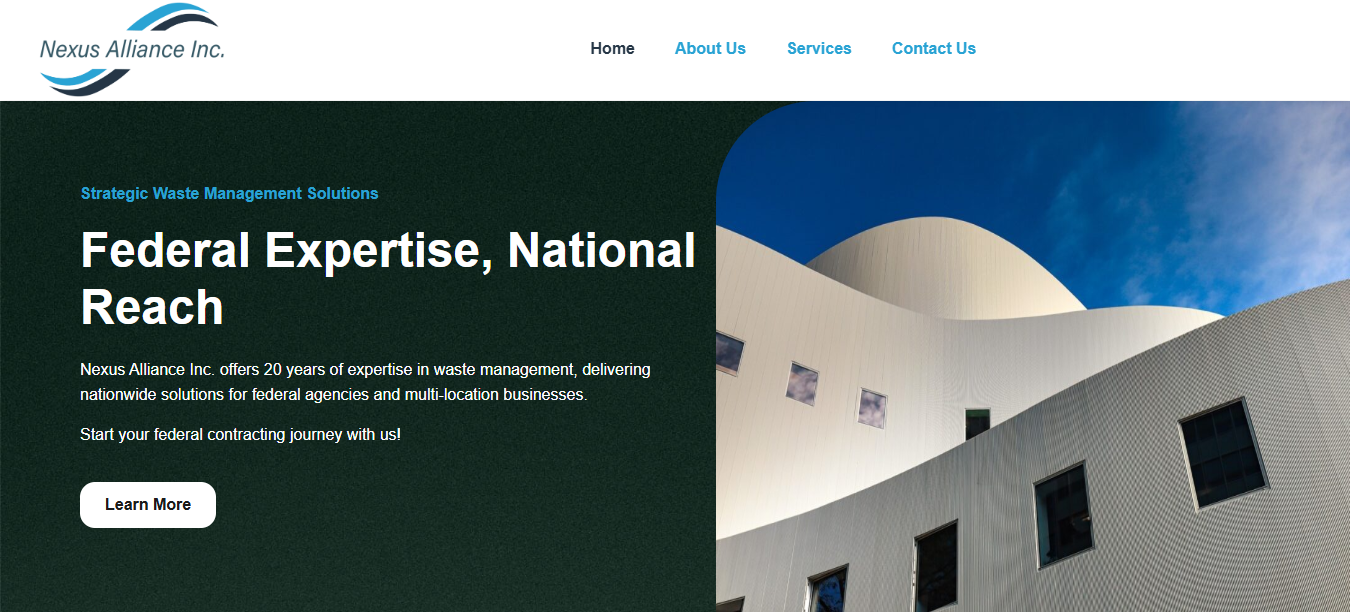 Nexus Alliance Inc.
Home About Us Services Contact Us
Strategic Waste Management Solutions
Federal Expertise, National
Reach
Nexus Alliance Inc. offers 20 years of expertise in waste management, delivering
nationwide solutions for federal agencies and multi-location businesses.
Start your federal contracting journey with us!
Learn More